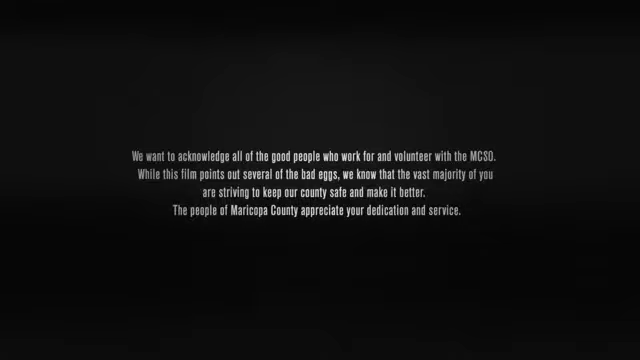 We want to acknowledge all of the good people who work for and volunteer with the MCSO.
While this film points out several of the bad eggs, we know that the vast majority of you
are striving to keep our county safe and make it better.
The people of Maricopa County appreciate your dedication and service.